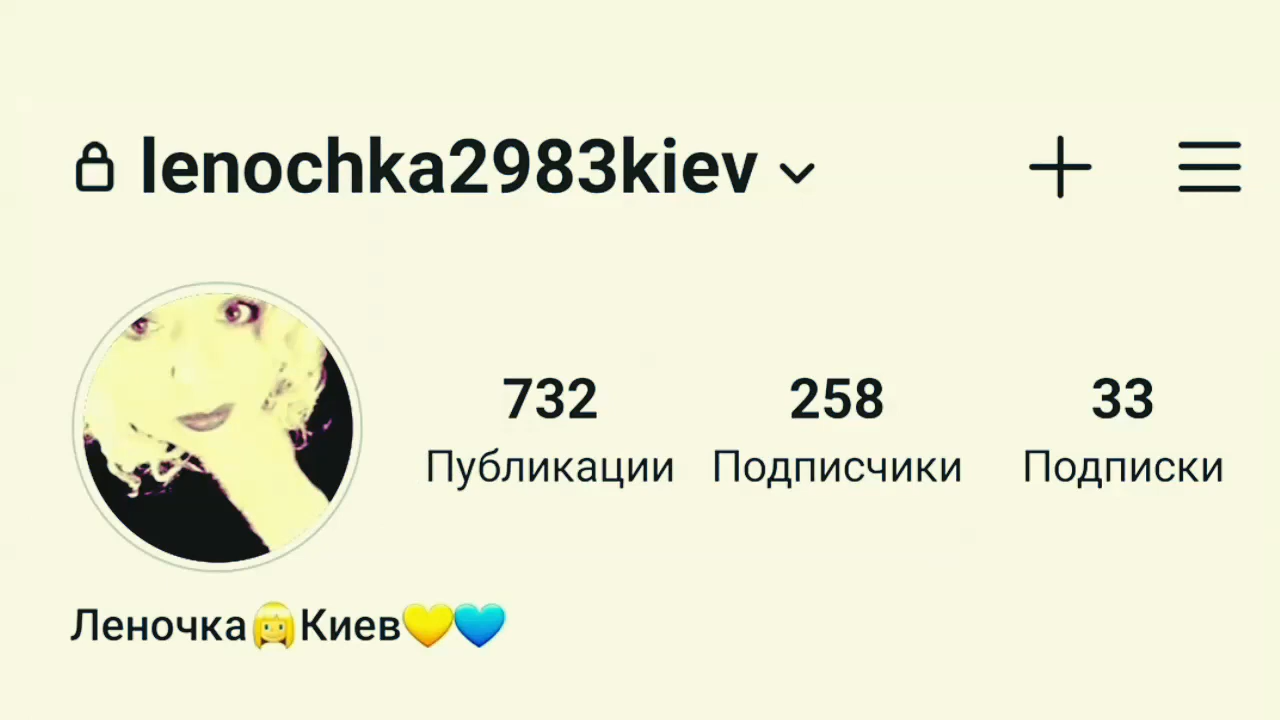 lenochka2983kiev
732 258 33
Публикации Подписчики Подписки
Леночка👱‍♀️Киев💛💙